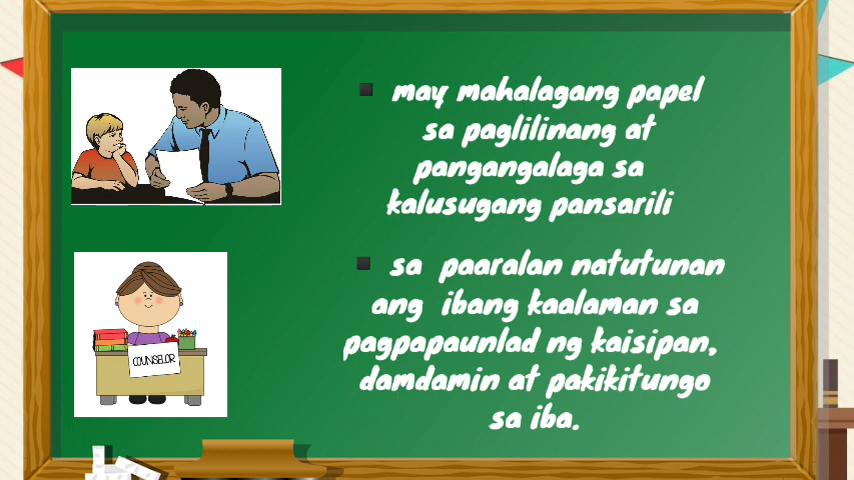 may mahalagang papel
sa paglilinang at
pangangalaga sa
kalusugang pansarili
sa paaralan natutunan
ang ibang kaalaman sa
pagpapaunlad ng kaisipan,
damdamin at pakikitungo
sa iba.
COUNSELOR